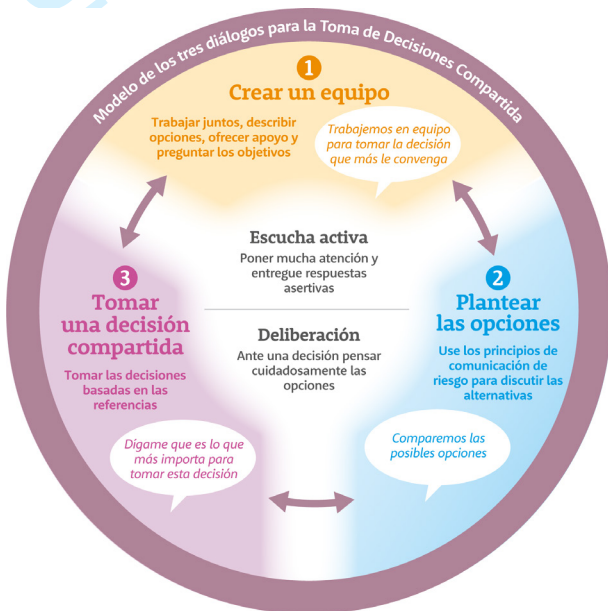 Modelo de los tres diálogos para la Toma de Decisiones Compartida
1
Crear un equipo
Trabajar juntos, describir
opciones, ofrecer apoyo y
preguntar los objetivos
Trabajemos en equipo
para tomar la decisión
que más le convenga
Escucha activa
Poner mucha atención y
entregue respuestas
asertivas
Deliberación
Ante una decisión pensar
cuidadosamente las
opciones
2
Plantear
las opciones
Use los principios de
comunicación de
riesgo para discutir las
alternativas
Comparemos las
posibles opciones
3
Tomar
una decisión
compartida
Tomar las decisiones
basadas en las
referencias
Dígame que es lo que
más importa para
tomar esta decisión